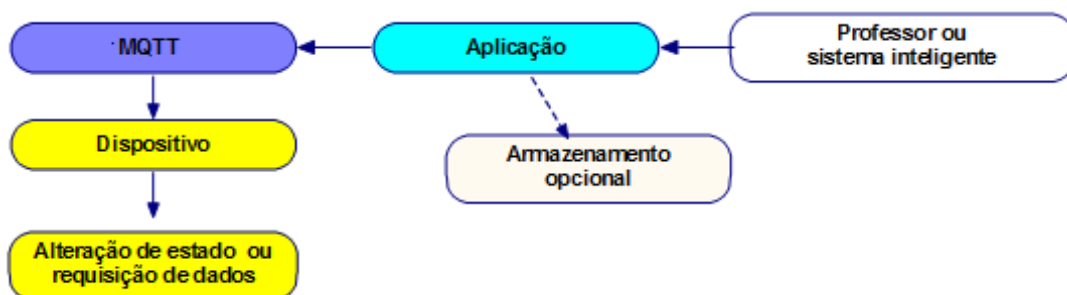 MQTT
Aplicação
Professor ou
sistema inteligente
Dispositivo
Armazenamento
opcional
Alteração de estado ou
requisição de dados